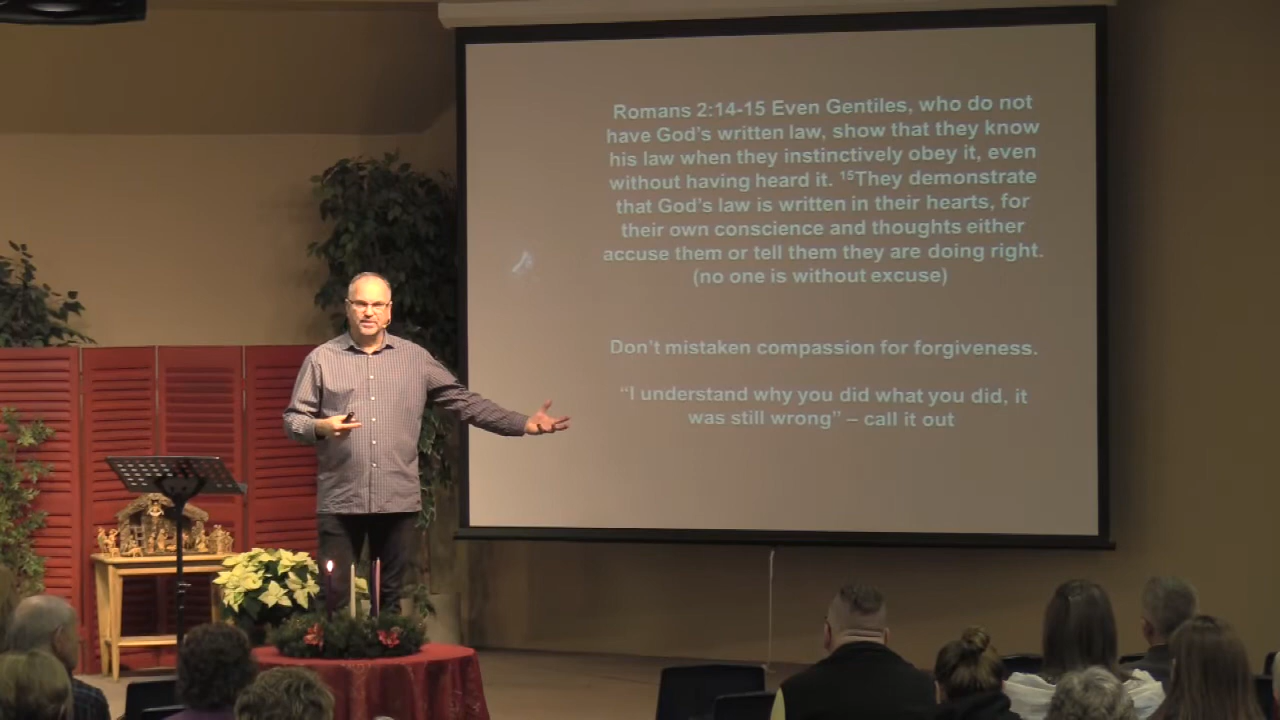 Romans 2:14-15 Even Gentiles, who do not
have God's written law, show that they know
his law when they instinctively obey it, even
without having heard it. ¹⁵They demonstrate
that God's law is written in their hearts, for
their own conscience and thoughts either
accuse them or tell them they are doing right.
(no one is without excuse)
Don't mistaken compassion for forgiveness.
“I understand why you did what you did, it
was still wrong” – call it out